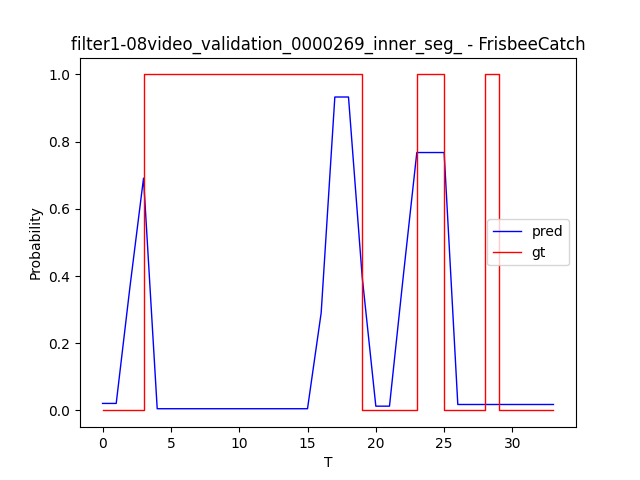 filter1-08video_validation_0000269_inner_seg_ - FrisbeeCatch
1.0
0.8
0.6
0.4
0.2
0.0
Probability
pred
gt
0 5 10 15 20 25 30
T